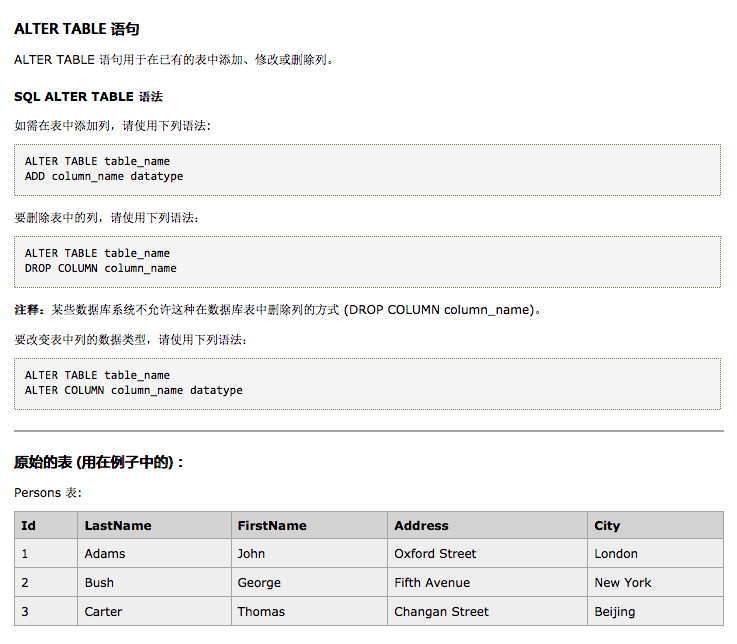 ALTER TABLE 语句
ALTER TABLE 语句用于在已有的表中添加、修改或删除列。
SQL ALTER TABLE 语法
如需在表中添加列，请使用下列语法:
ALTER TABLE table_name
ADD column_name datatype
要删除表中的列，请使用下列语法：
ALTER TABLE table_name
DROP COLUMN column_name
注释：某些数据库系统不允许这种在数据库表中删除列的方式 (DROP COLUMN column_name)。
要改变表中列的数据类型，请使用下列语法：
ALTER TABLE table_name
ALTER COLUMN column_name datatype
原始的表 (用在例子中的)：
Persons 表:
Id LastName FirstName Address City
1 Adams John Oxford Street London
2 Bush George Fifth Avenue New York
3 Carter Thomas Changan Street Beijing